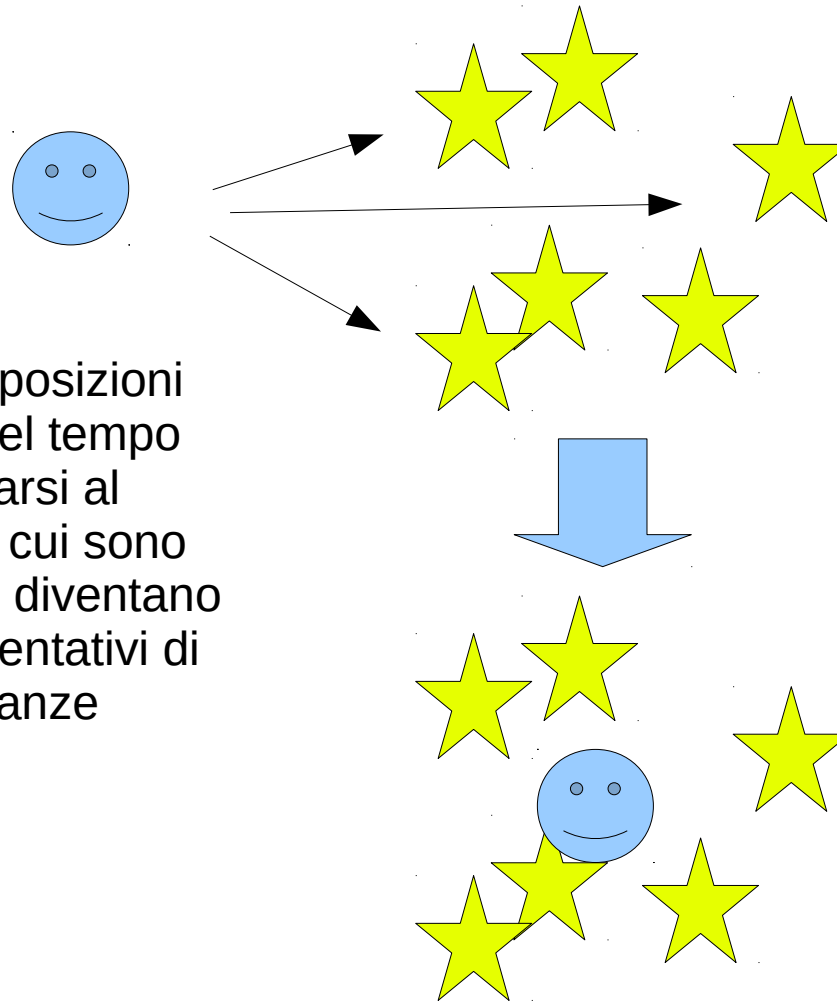 posizioni
el tempo
arsi al
cui sono
diventano
entativi di
anze